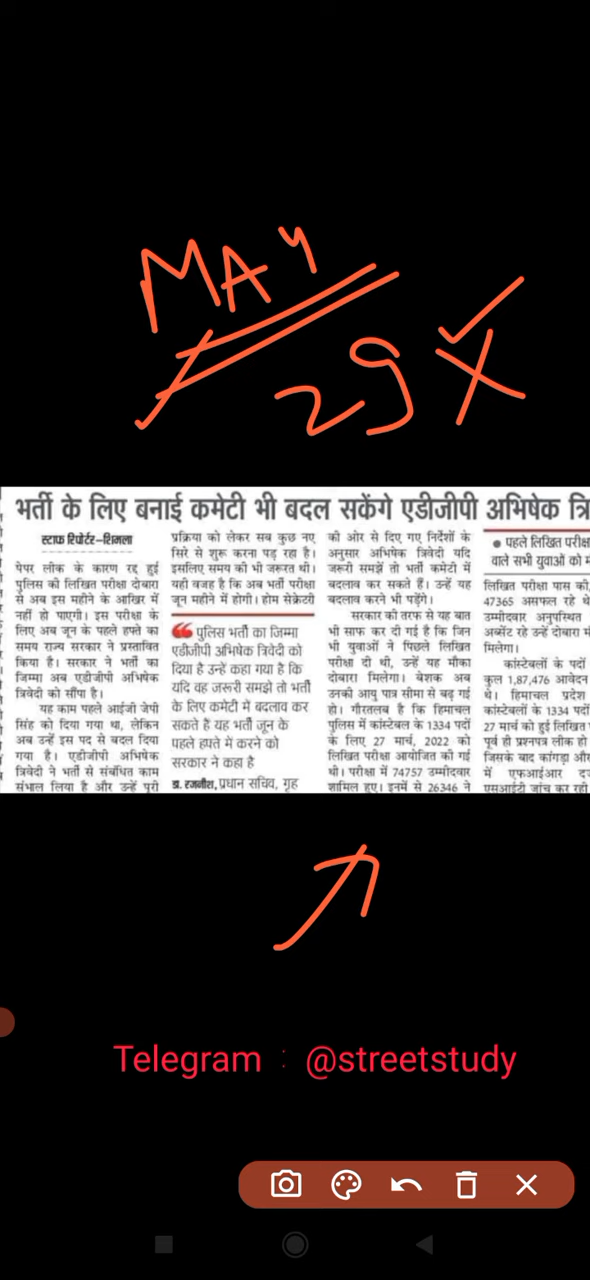 MAY
29 X
भर्ती के लिए बनाई कमेटी भी बदल सकेंगे एडीजीपी अभिषेक त्रि
स्टाफ रिपोर्टर-शिमला
पेपर लीक के कारण रद्द हुई
पुलिस की लिखित परीक्षा दोबारा
से अब इस महीने के आखिर में
नहीं हो पाएगी। इस परीक्षा के
लिए अब जून के पहले हफ्ते का
समय राज्य सरकार ने प्रस्तावित
किया है। सरकार ने भर्ती का
जिम्मा अब एडीजीपी अभिषेक
त्रिवेदी को सौंपा है।
यह काम पहले आईजी जेपी
सिंह को दिया गया था, लेकिन
अब उन्हें इस पद से बदल दिया
गया है। एडीजीपी अभिषेक
त्रिवेदी ने भर्ती से संबंधित काम
संभाल लिया है और उन्हें पूरी
प्रक्रिया को लेकर सब कुछ नए
सिरे से शुरू करना पड़ रहा है।
इसलिए समय की भी जरूरत थी।
यही वजह है कि अब भर्ती परीक्षा
जून महीने में होगी। होम सेक्रेटरी
पुलिस भर्ती का जिम्मा
एडीजीपी अभिषेक त्रिवेदी को
दिया है उन्हें कहा गया है कि
यदि वह जरूरी समझे तो भर्ती
के लिए कमेटी में बदलाव कर
सकते हैं यह भर्ती जून के
पहले हफ्ते में करने को
सरकार ने कहा है
डा. रजनीश, प्रधान सचिव, गृह
की ओर से दिए गए निर्देशों के
अनुसार अभिषेक त्रिवेदी यदि
जरूरी समझें तो भर्ती कमेटी में
बदलाव कर सकते हैं। उन्हें यह
बदलाव करने भी पड़ेंगे।
सरकार की तरफ से यह बात
भी साफ कर दी गई है कि जिन
भी युवाओं ने पिछले लिखित
परीक्षा दी थी, उन्हें यह मौका
दोबारा मिलेगा। बेशक अब
उनकी आयु पात्र सीमा से बढ़ गई
हो। गौरतलब है कि हिमाचल
पुलिस में कांस्टेबल के 1334 पदों
के लिए 27 मार्च, 2022 को
लिखित परीक्षा आयोजित की गई
थी। परीक्षा में 74757 उम्मीदवार
शामिल हुए। इनमें से 26346 ने
● पहले लिखित परीक्ष
वाले सभी युवाओं को म
लिखित परीक्षा पास की,
47365 असफल रहे थे
उम्मीदवार अनुपस्थित
अब्सेंट रहे उन्हें दोबारा म
मिलेगा।
कांस्टेबलों के पदों
कुल 1,87,476 आवेदन
थे। हिमाचल प्रदेश
कांस्टेबलों के 1334 पदों
27 मार्च को हुई लिखित
पूर्व ही प्रश्नपत्र लीक हो
जिसके बाद कांगड़ा और
में एफआईआर द
एसआईटी जांच कर रही
Telegram : @streetstudy